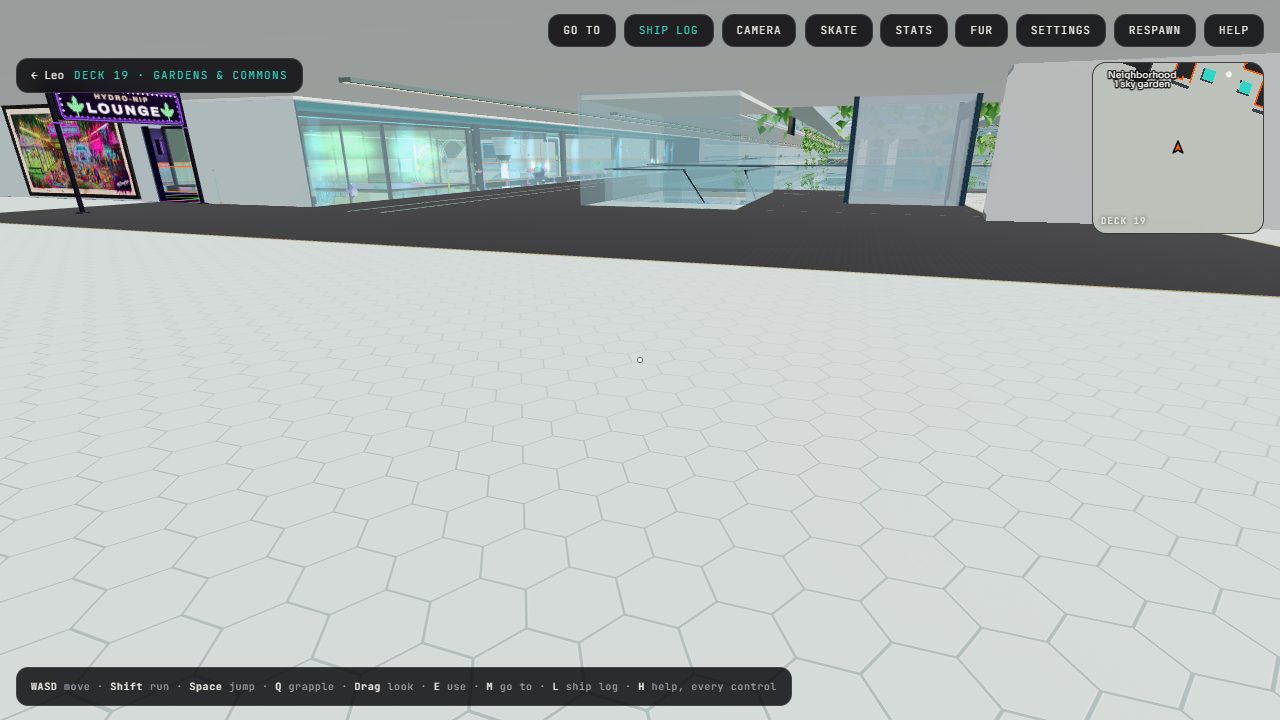 GO TO
SHIP LOG
CAMERA
SKATE
STATS
FUR
SETTINGS
RESPAWN
HELP
← Leo DECK 19 · GARDENS & COMMONS
HYDRO-NIP
LOUNGE
Neighborhood
1 sky garden
DECK 19
WASD move · Shift run · Space jump · Q grapple · Drag look · E use · M go to · L ship log · H help, every control